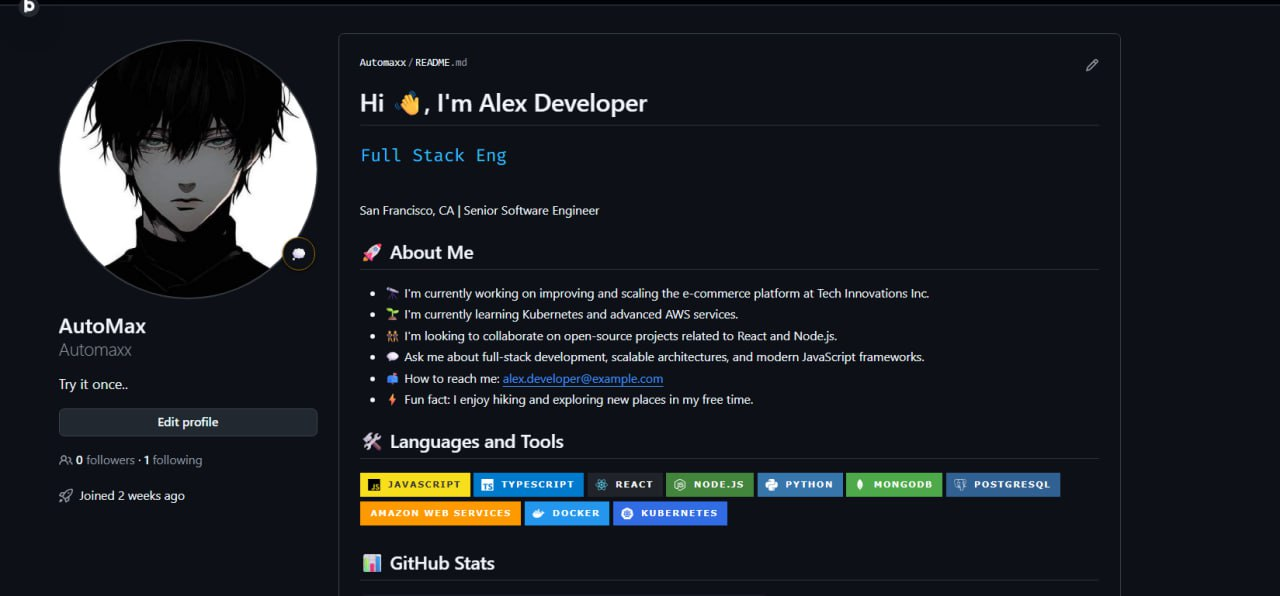 Automaxx/README.md
Hi 👋, I'm Alex Developer
Full Stack Eng
San Francisco, CA | Senior Software Engineer
🚀 About Me
🔭 I'm currently working on improving and scaling the e-commerce platform at Tech Innovations Inc.
🌱 I'm currently learning Kubernetes and advanced AWS services.
👯 I'm looking to collaborate on open-source projects related to React and Node.js.
💬 Ask me about full-stack development, scalable architectures, and modern JavaScript frameworks.
📫 How to reach me: alex.developer@example.com
⚡ Fun fact: I enjoy hiking and exploring new places in my free time.
🛠 Languages and Tools
JS JAVASCRIPT TS TYPESCRIPT REACT NODE.JS PYTHON MONGODB POSTGRESQL
AMAZON WEB SERVICES DOCKER KUBERNETES
📊 GitHub Stats
AutoMax
Automaxx
Try it once..
Edit profile
0 followers · 1 following
Joined 2 weeks ago